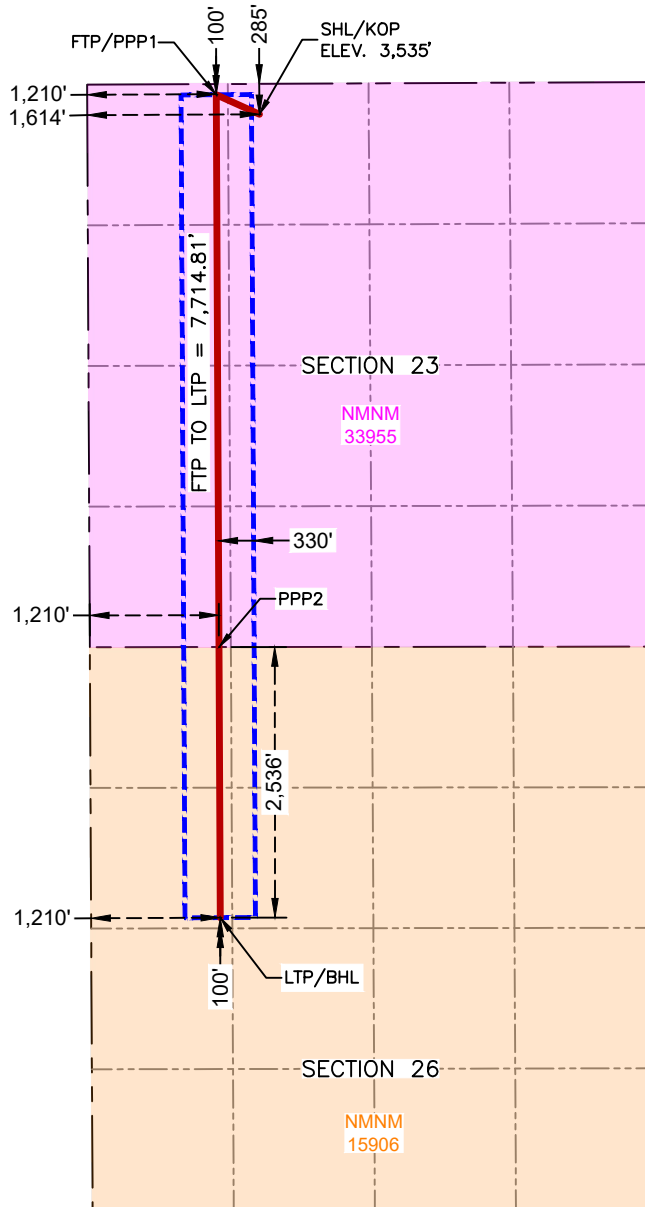 100'
285'
SHL/KOP
ELEV. 3,535'
FTP/PPP1
1,210'
1,614'
FTP TO LTP = 7,714.81'
SECTION 23
NMNM
33955
330'
PPP2
1,210'
2,536'
1,210'
100'
LTP/BHL
SECTION 26
NMNM
15906